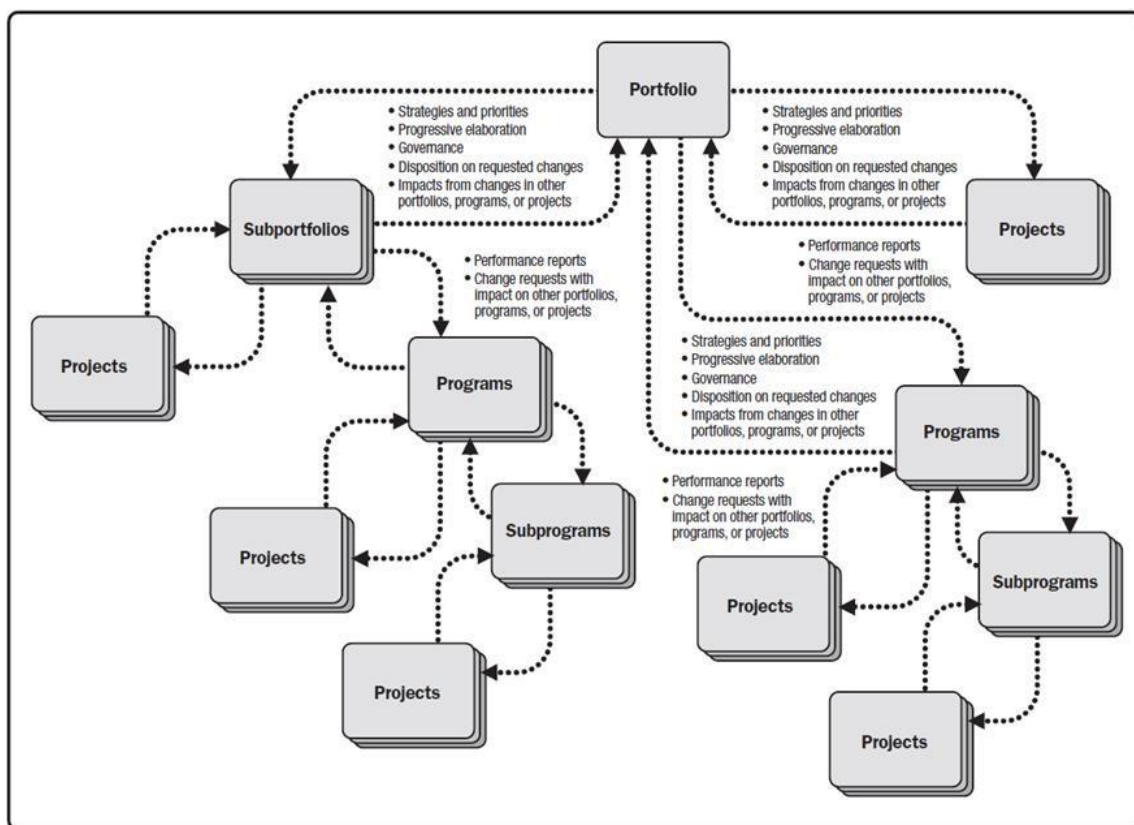 Portfolio
• Strategies and priorities
• Progressive elaboration
• Governance
• Disposition on requested changes
• Impacts from changes in other
portfolios, programs, or projects
• Strategies and priorities
• Progressive elaboration
• Governance
• Disposition on requested changes
• Impacts from changes in other
portfolios, programs, or projects
Subportfolios
Projects
• Performance reports
• Change requests with
impact on other portfolios,
programs, or projects
• Performance reports
• Change requests with
impact on other portfolios,
programs, or projects
Projects
Programs
• Strategies and priorities
• Progressive elaboration
• Governance
• Disposition on requested changes
• Impacts from changes in other
portfolios, programs, or projects
Programs
• Performance reports
• Change requests with
impact on other portfolios,
programs, or projects
Projects
Subprograms
Projects
Subprograms
Projects
Projects